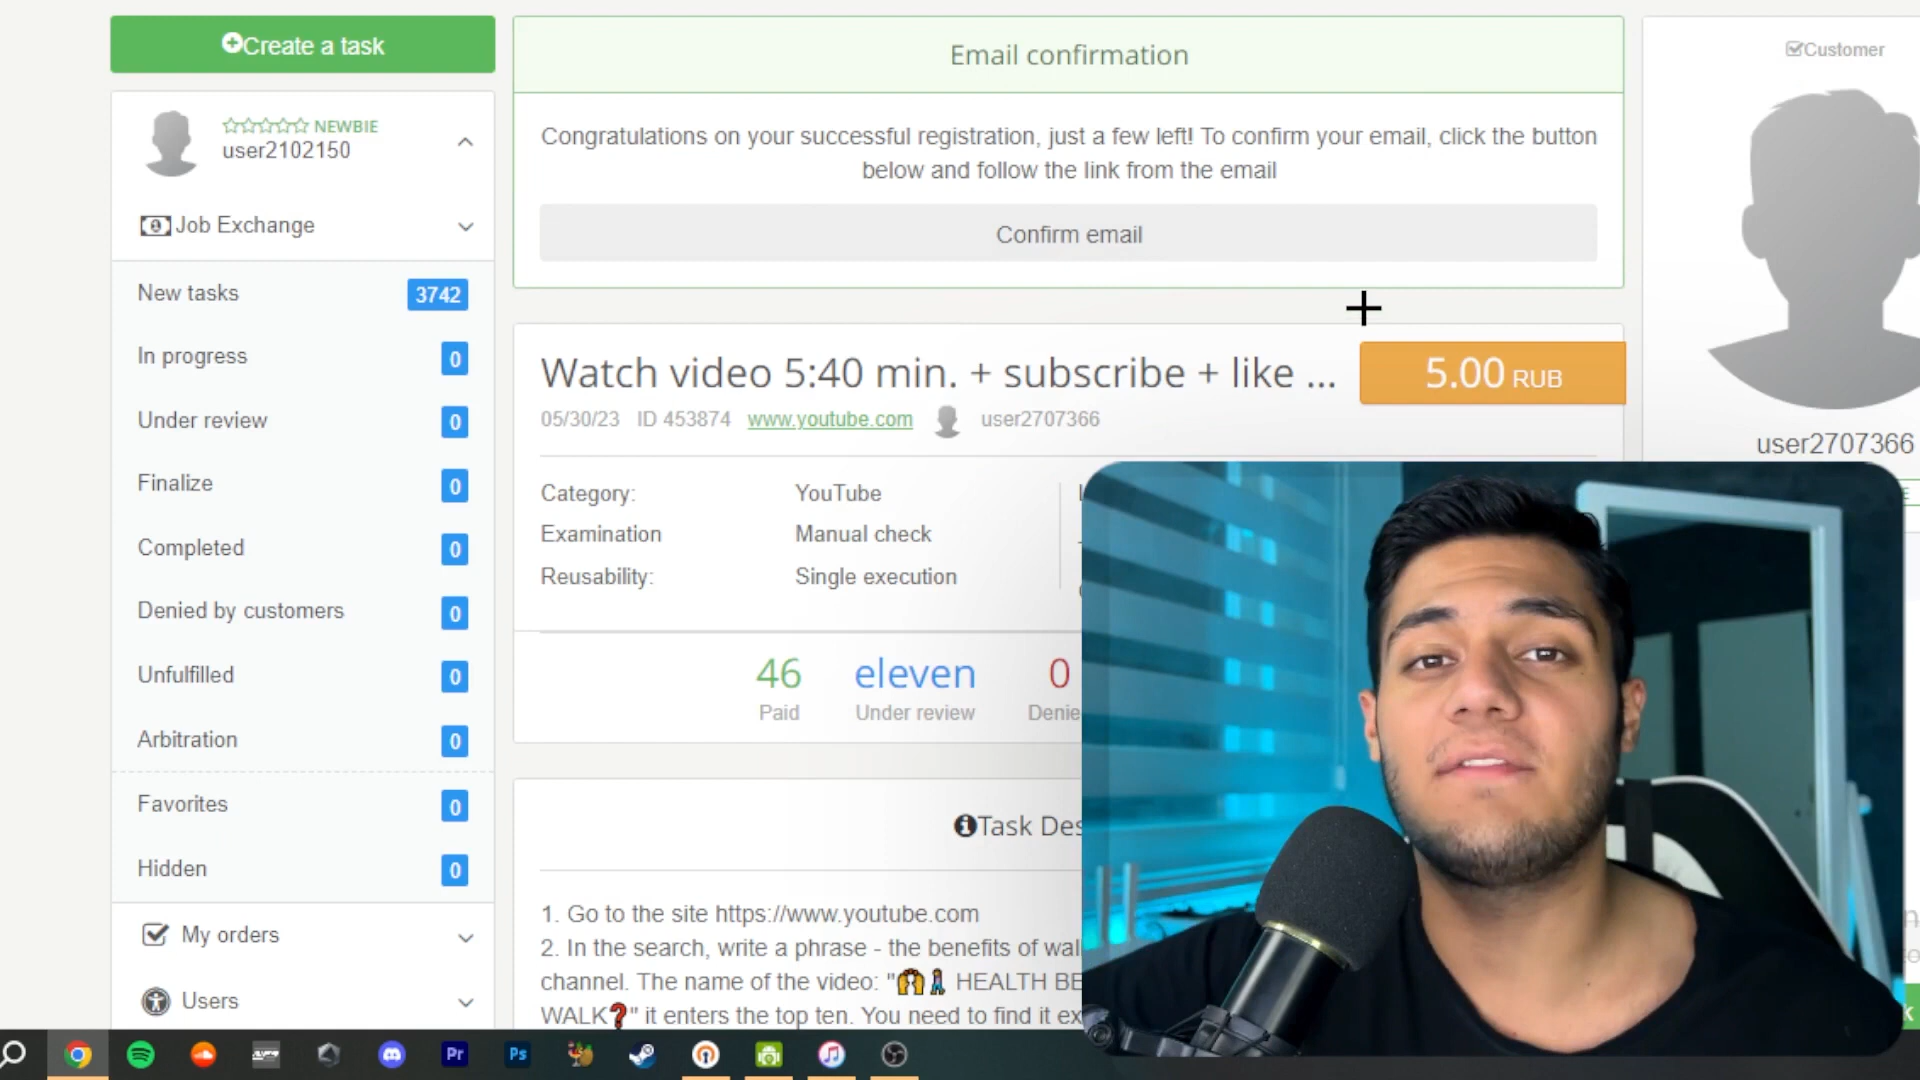 Create a task
NEWBIE
user2102150
Job Exchange
New tasks 3742
In progress 0
Under review 0
Finalize 0
Completed 0
Denied by customers 0
Unfulfilled 0
Arbitration 0
Favorites 0
Hidden 0
My orders
Users
Email confirmation
Congratulations on your successful registration, just a few left! To confirm your email, click the button
below and follow the link from the email
Confirm email
Watch video 5:40 min. + subscribe + like ... 5.00 RUB
05/30/23 ID 453874 www.youtube.com user2707366
Category: YouTube
Examination Manual check
Reusability: Single execution
46 eleven 0
Paid Under review Denie
Task Des
1. Go to the site https://www.youtube.com
2. In the search, write a phrase - the benefits of wal
channel. The name of the video: "🙌🚶 HEALTH BE
WALK❓" it enters the top ten. You need to find it ex
Customer
user2707366
Pr
Ps